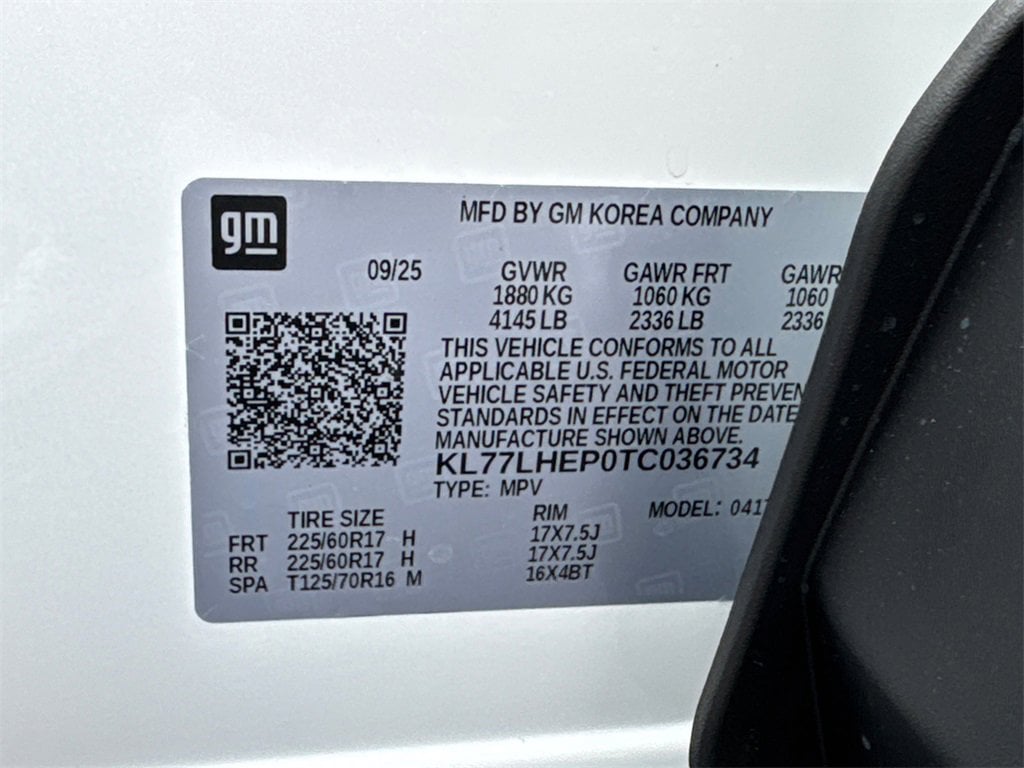 gm
MFD BY GM KOREA COMPANY
09/25 GVWR GAWR FRT GAWR
1880 KG 1060 KG 1060
4145 LB 2336 LB 2336
THIS VEHICLE CONFORMS TO ALL
APPLICABLE U.S. FEDERAL MOTOR
VEHICLE SAFETY AND THEFT PREVEN
STANDARDS IN EFFECT ON THE DATE
MANUFACTURE SHOWN ABOVE.
KL77LHEP0TC036734
TYPE: MPV
TIRE SIZE RIM MODEL: 041
FRT 225/60R17 H 17X7.5J
RR 225/60R17 H 17X7.5J
SPA T125/70R16 M 16X4BT